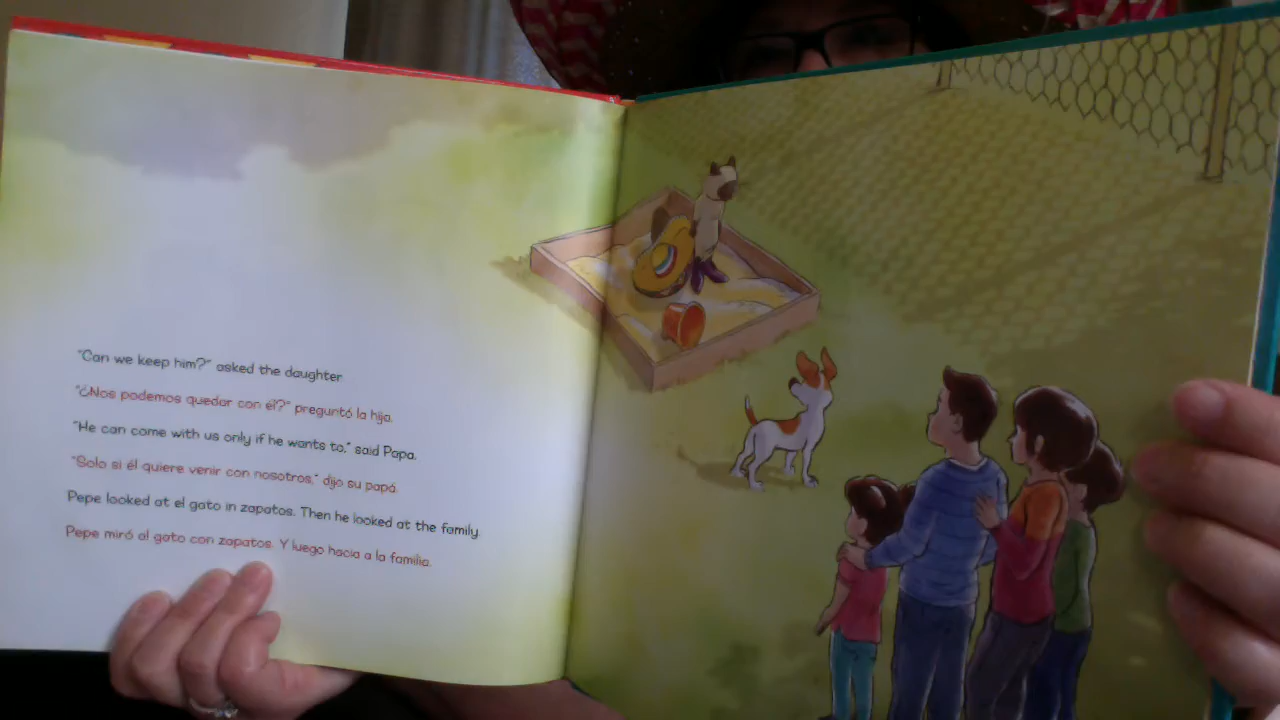 "Can we keep him?" asked the daughter.
"¿Nos podemos quedar con él?" preguntó la hija.
"He can come with us only if he wants to," said Papa.
"Solo si él quiere venir con nosotros," dijo su papá.
Pepe looked at el gato in zapatos. Then he looked at the family.
Pepe miró al gato con zapatos. Y luego hacia a la familia.